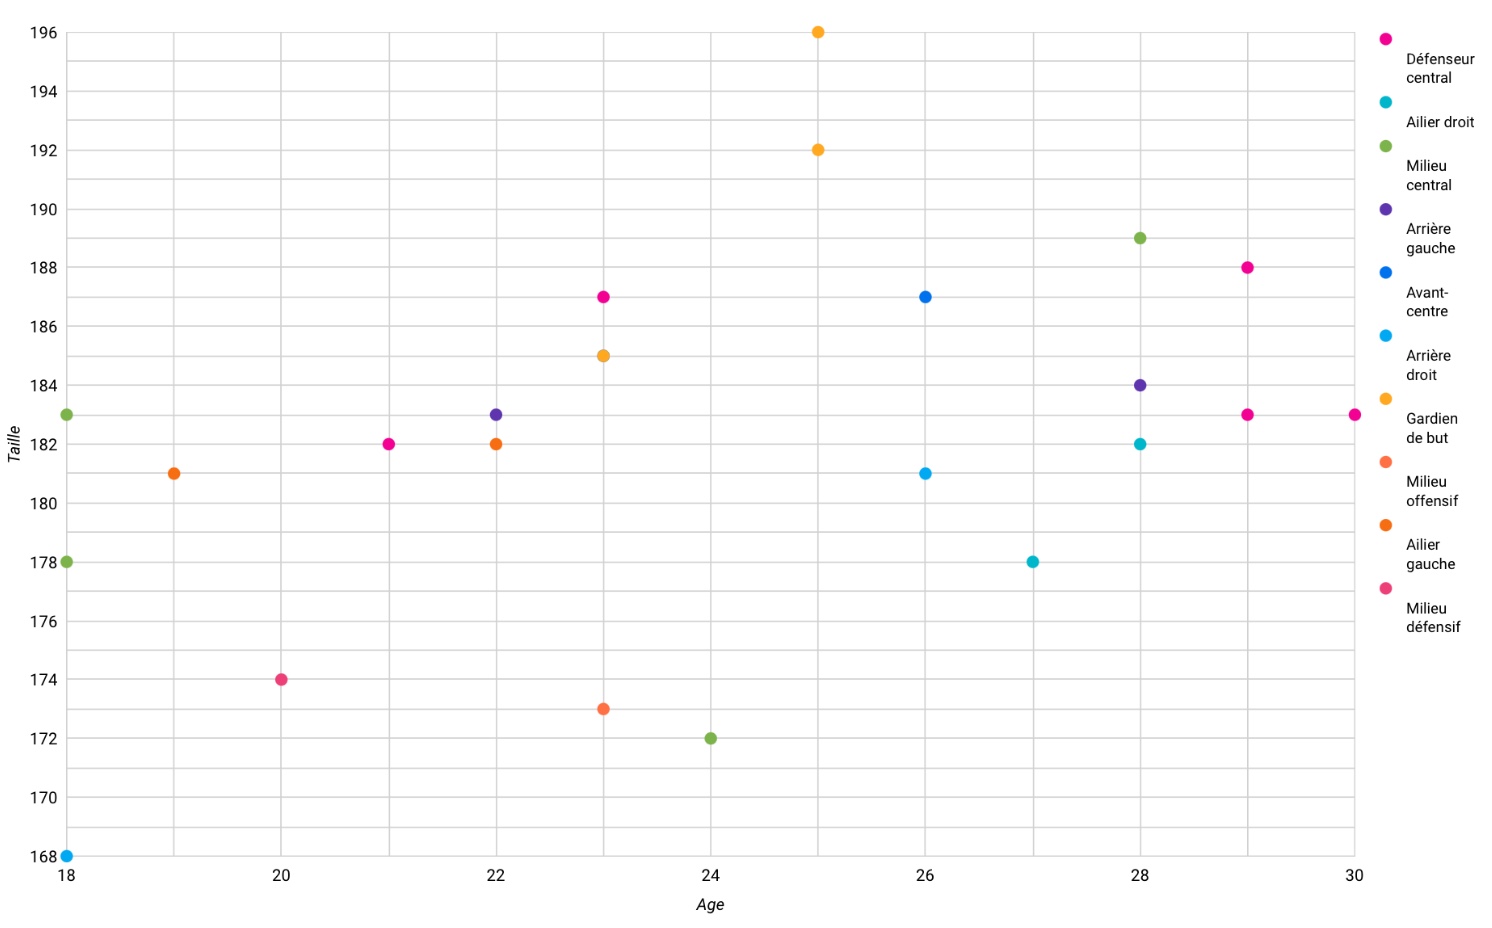 196
194
192
190
188
186
184
182
180
178
176
174
172
170
168
Taille
18 20 22 24 26 28 30
Age
Défenseur
central
Ailier droit
Milieu
central
Arrière
gauche
Avant-
centre
Arrière
droit
Gardien
de but
Milieu
offensif
Ailier
gauche
Milieu
défensif